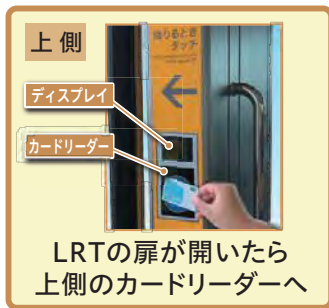 上側
降りるとき
タッチ
ディスプレイ
カードリーダー
LRTの扉が開いたら
上側のカードリーダーへ